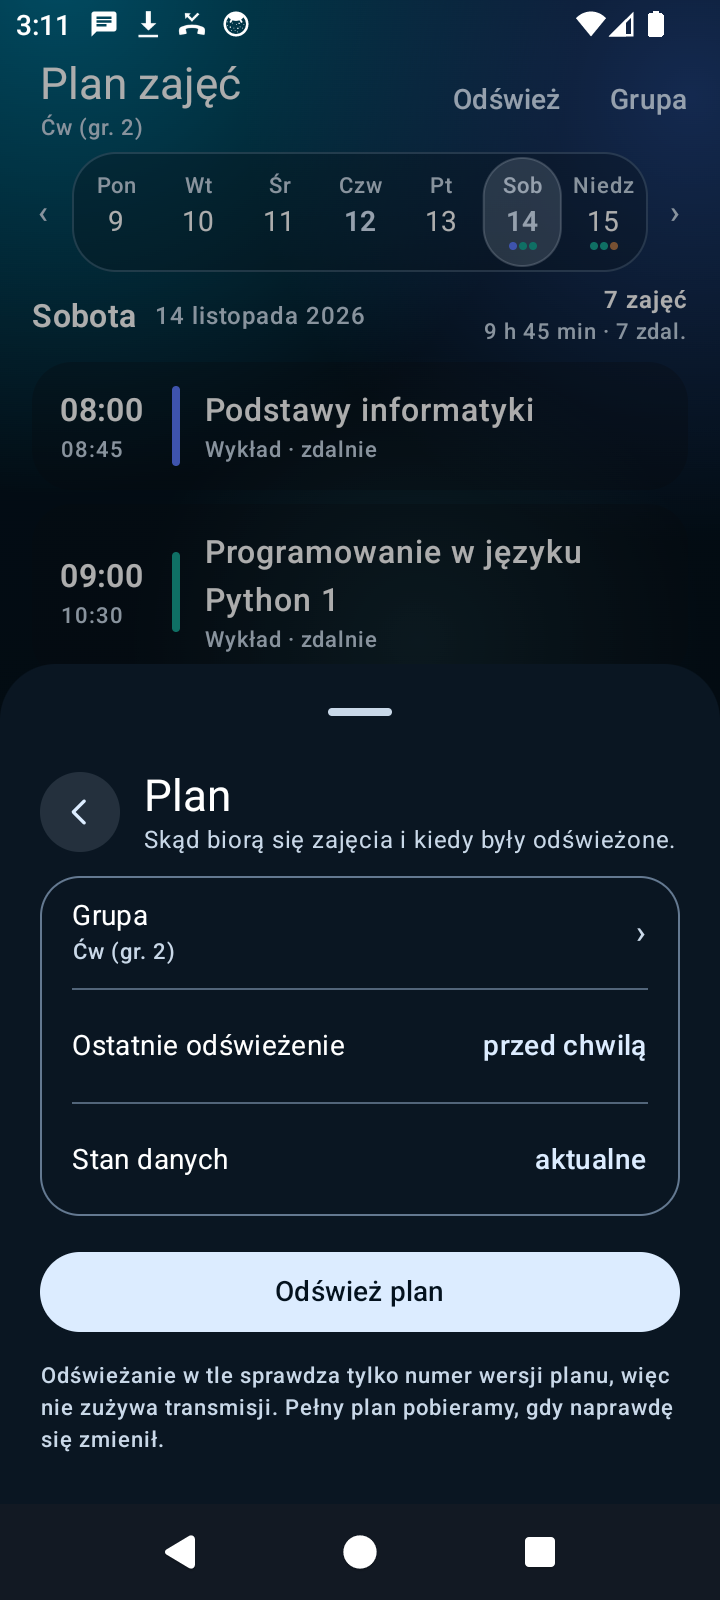 3:11
Plan zajęć
Ćw (gr. 2)
Odśwież
Grupa
‹
Pon
Wt
Śr
Czw
Pt
Sob
Niedz
9
10
11
12
13
14
15
›
Sobota
14 listopada 2026
7 zajęć
9 h 45 min · 7 zdal.
08:00
08:45
Podstawy informatyki
Wykład · zdalnie
09:00
10:30
Programowanie w języku
Python 1
Wykład · zdalnie
Plan
Skąd biorą się zajęcia i kiedy były odświeżone.
Grupa
Ćw (gr. 2)
›
Ostatnie odświeżenie
przed chwilą
Stan danych
aktualne
Odśwież plan
Odświeżanie w tle sprawdza tylko numer wersji planu, więc
nie zużywa transmisji. Pełny plan pobieramy, gdy naprawdę
się zmienił.